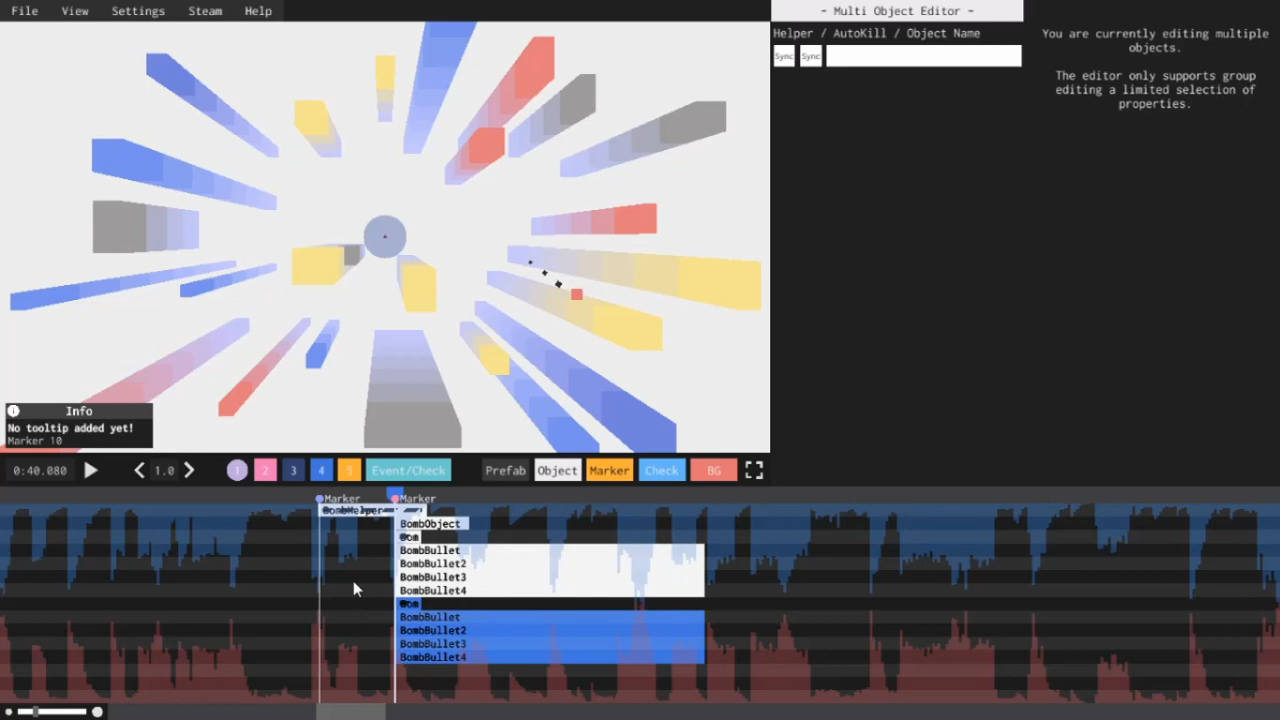 File View Settings Steam Help
- Multi Object Editor -
Helper / AutoKill / Object Name
Sync Sync
You are currently editing multiple
objects.
The editor only supports group
editing a limited selection of
properties.
Info
No tooltip added yet!
Marker 10
0:40.080 1.0 1 2 3 4 5 Event/Check Prefab Object Marker Check BG
Marker Marker
BombHelper
BombObject
BombBullet
BombBullet2
BombBullet3
BombBullet4
BombBullet
BombBullet2
BombBullet3
BombBullet4